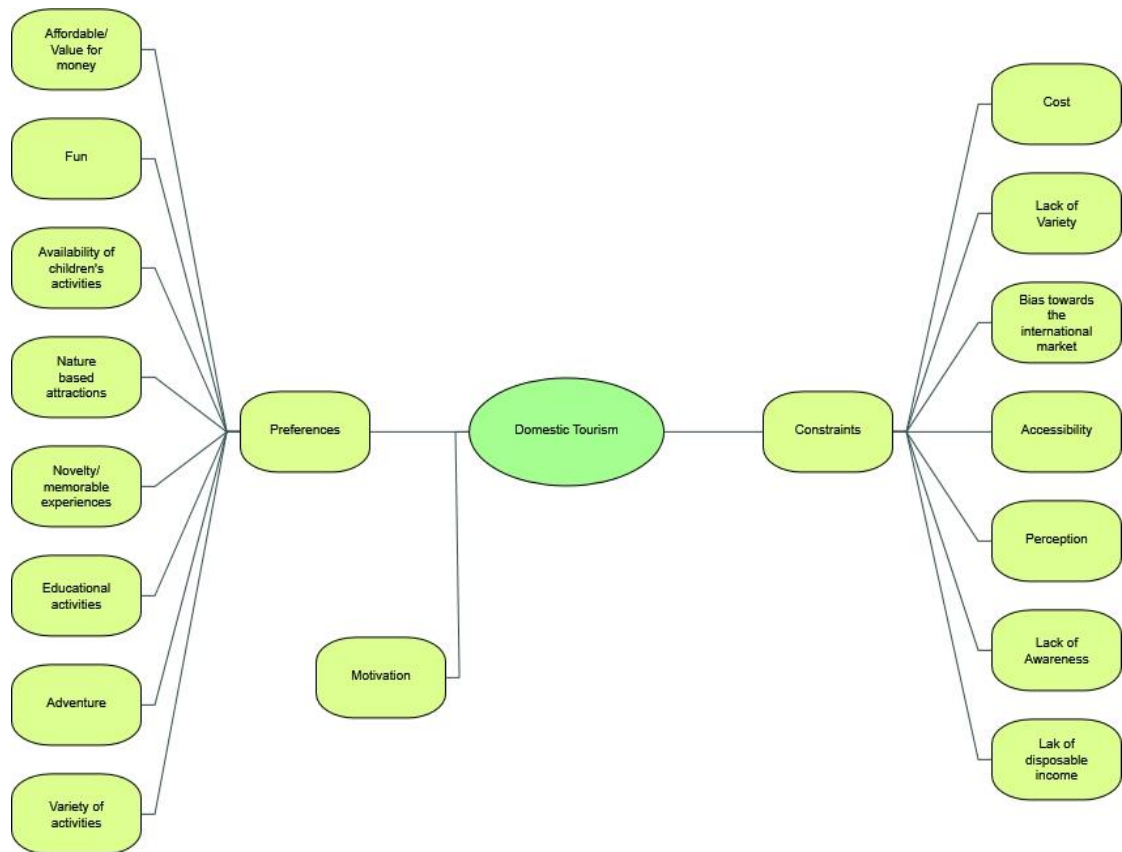 Affordable/
Value for
money
Fun
Availability of
children's
activities
Nature
based
attractions
Novelty/
memorable
experiences
Educational
activities
Adventure
Variety of
activities
Preferences
Motivation
Domestic Tourism
Constraints
Cost
Lack of
Variety
Bias towards
the
international
market
Accessibility
Perception
Lack of
Awareness
Lak of
disposable
income